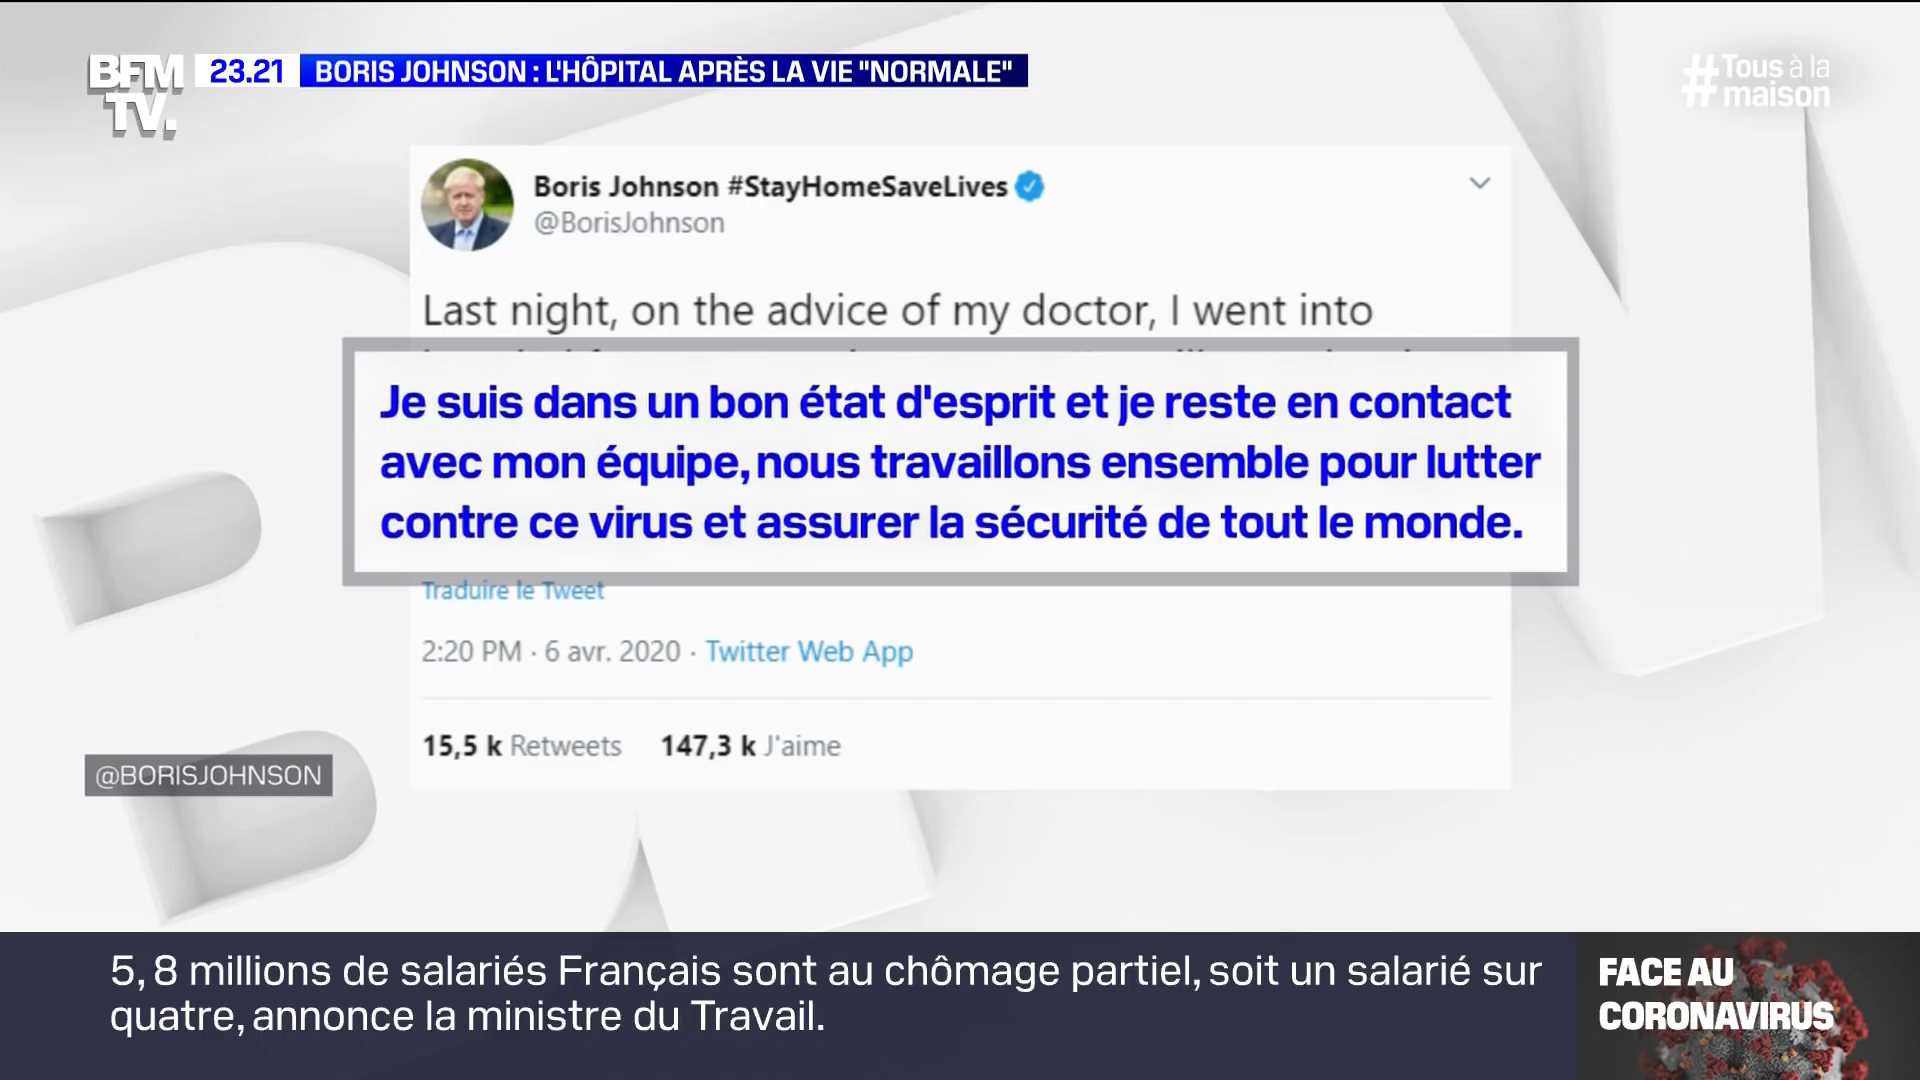 BFM
TV.
23.21
BORIS JOHNSON : L'HÔPITAL APRÈS LA VIE "NORMALE"
#Tous à la
maison
Boris Johnson #StayHomeSaveLives
@BorisJohnson
Last night, on the advice of my doctor, I went into
Je suis dans un bon état d'esprit et je reste en contact
avec mon équipe, nous travaillons ensemble pour lutter
contre ce virus et assurer la sécurité de tout le monde.
Traduire le Tweet
2:20 PM · 6 avr. 2020 · Twitter Web App
15,5 k Retweets 147,3 k J'aime
@BORISJOHNSON
5,8 millions de salariés Français sont au chômage partiel, soit un salarié sur
quatre, annonce la ministre du Travail.
FACE AU
CORONAVIRUS